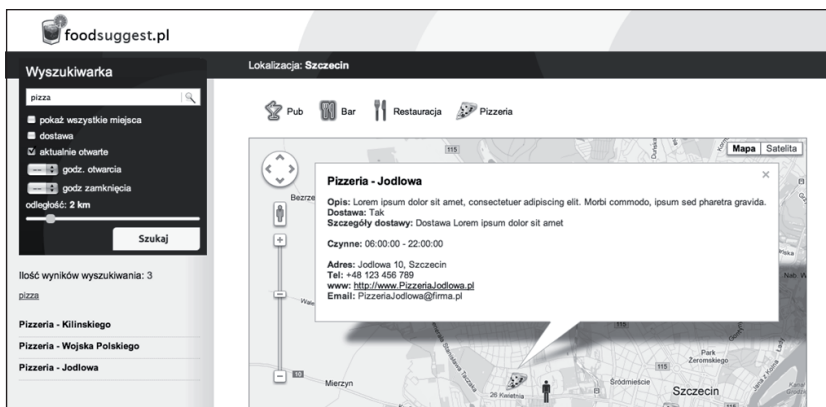 foodsuggest.pl
Wyszukiwarka
pizza
pokaż wszystkie miejsca
dostawa
aktualnie otwarte
-- godz. otwarcia
-- godz zamknięcia
odległość: 2 km
Szukaj
Ilość wyników wyszukiwania: 3
pizza
Pizzeria - Kilinskiego
Pizzeria - Wojska Polskiego
Pizzeria - Jodlowa
Lokalizacja: Szczecin
Pub Bar Restauracja Pizzeria
115
Mapa Satelita
Bezrze
Pizzeria - Jodlowa
Opis: Lorem ipsum dolor sit amet, consectetuer adipiscing elit. Morbi commodo, ipsum sed pharetra gravida.
Dostawa: Tak
Szczegóły dostawy: Dostawa Lorem ipsum dolor sit amet
Czynne: 06:00:00 - 22:00:00
Adres: Jodlowa 10, Szczecin
Tel: +48 123 456 789
www: http://www.PizzeriaJodlowa.pl
Email: PizzeriaJodlowa@firma.pl
115
Park
Żeromskiego
115
10
Mierzyn
26 Kwietnia
Śródmieście
Szczecin